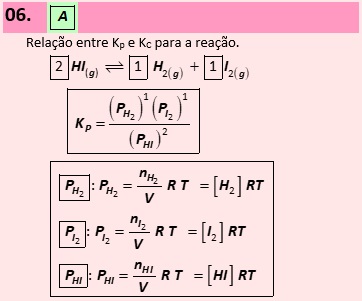 06. A
Relação entre Kp e KC para a reação.
2 HI(g) ⇌ 1 H2(g) + 1 I2(g)
Kp = (PH2)^1 (PI2)^1 / (PHI)^2
PH2 : PH2 = nH2 / V R T = [H2] RT
PI2 : PI2 = nI2 / V R T = [I2] RT
PHI : PHI = nHI / V R T = [HI] RT